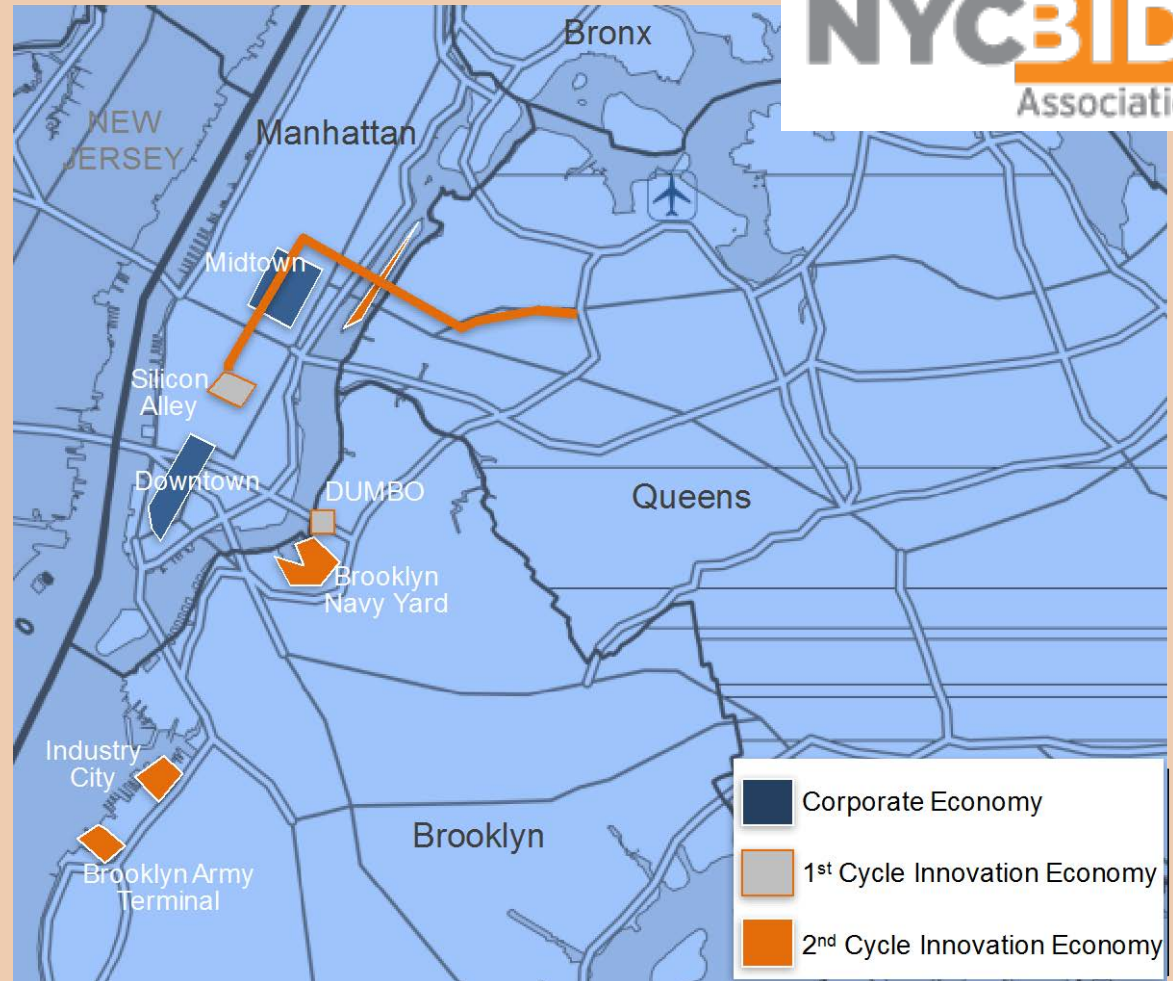 NYCBID
Associati
Bronx
NEW
JERSEY
Manhattan
Midtown
Silicon
Alley
Downtown
DUMBO
Queens
Brooklyn
Navy Yard
Industry
City
Brooklyn
Brooklyn Army
Terminal
Corporate Economy
1st Cycle Innovation Economy
2nd Cycle Innovation Economy